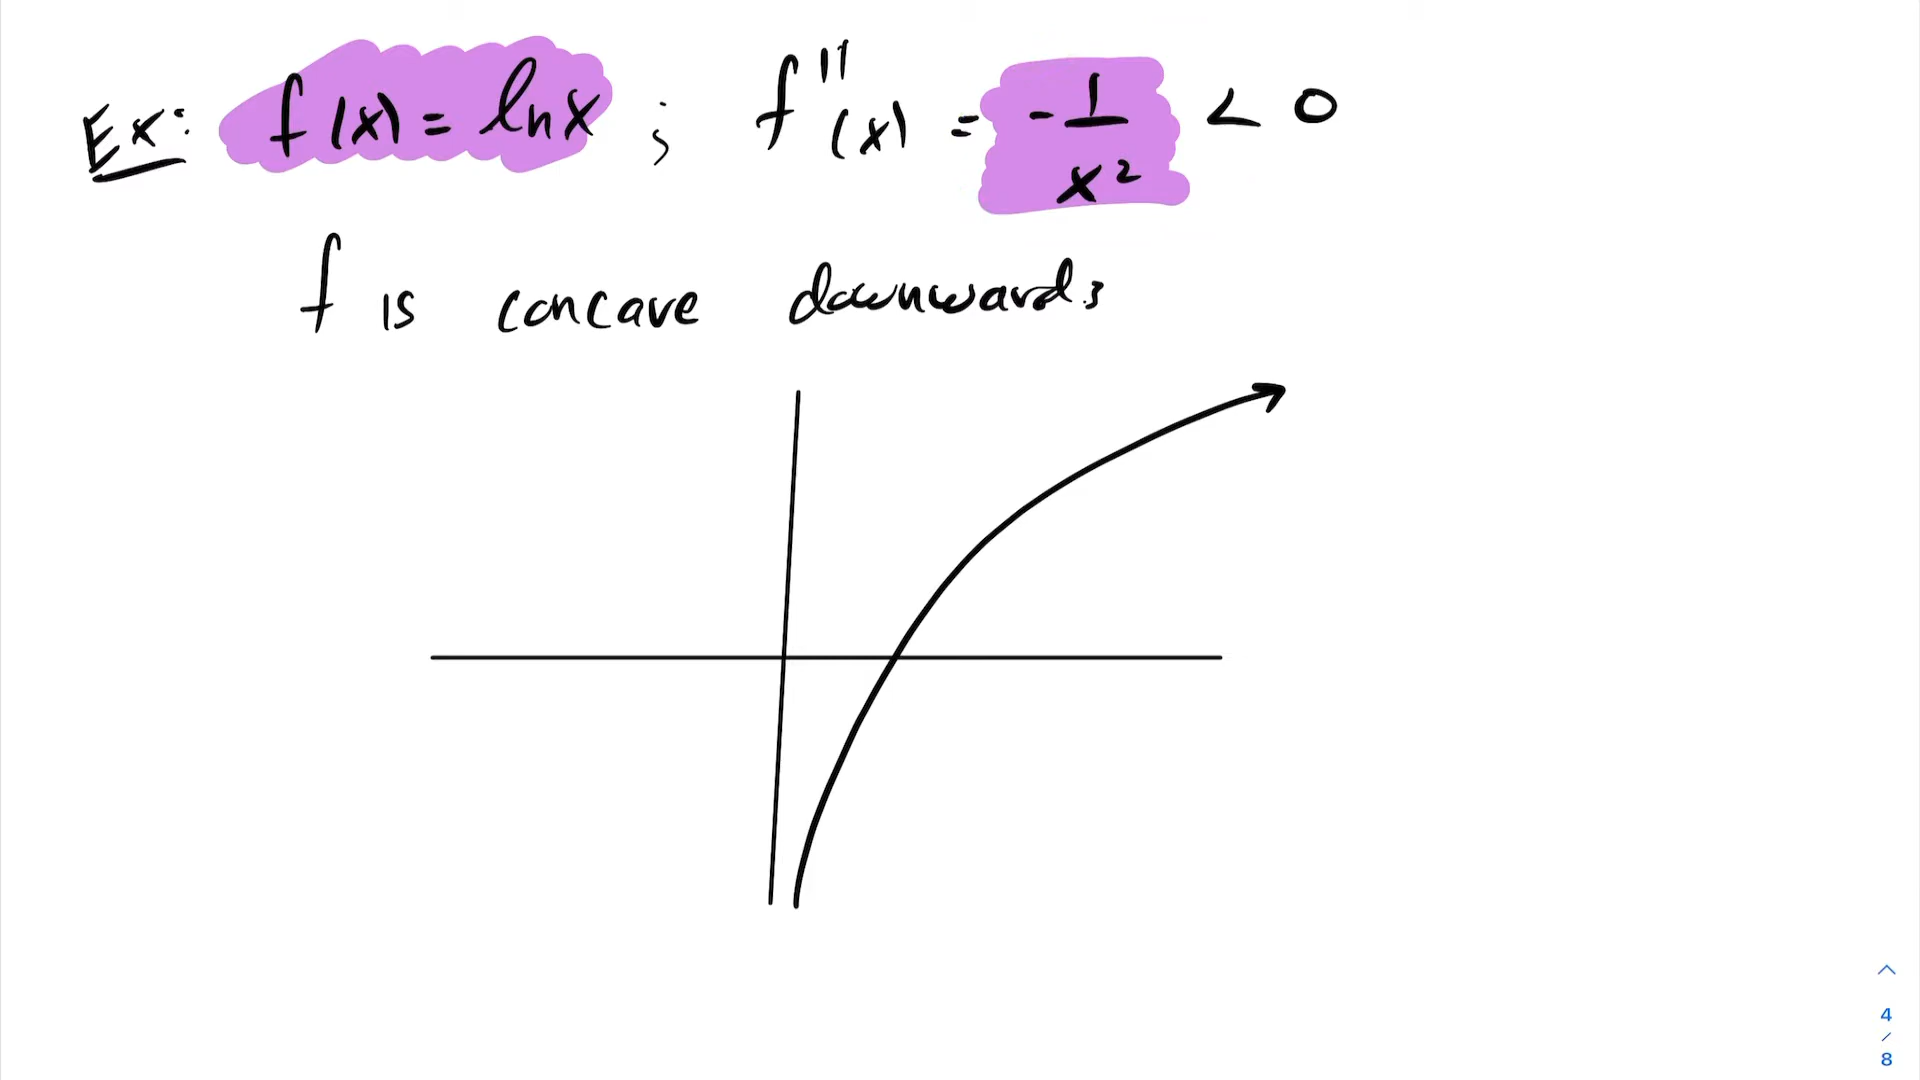 Ex: f(x) = ln x ; f''(x) = -1/x² < 0
f is concave downwards
4
/
8